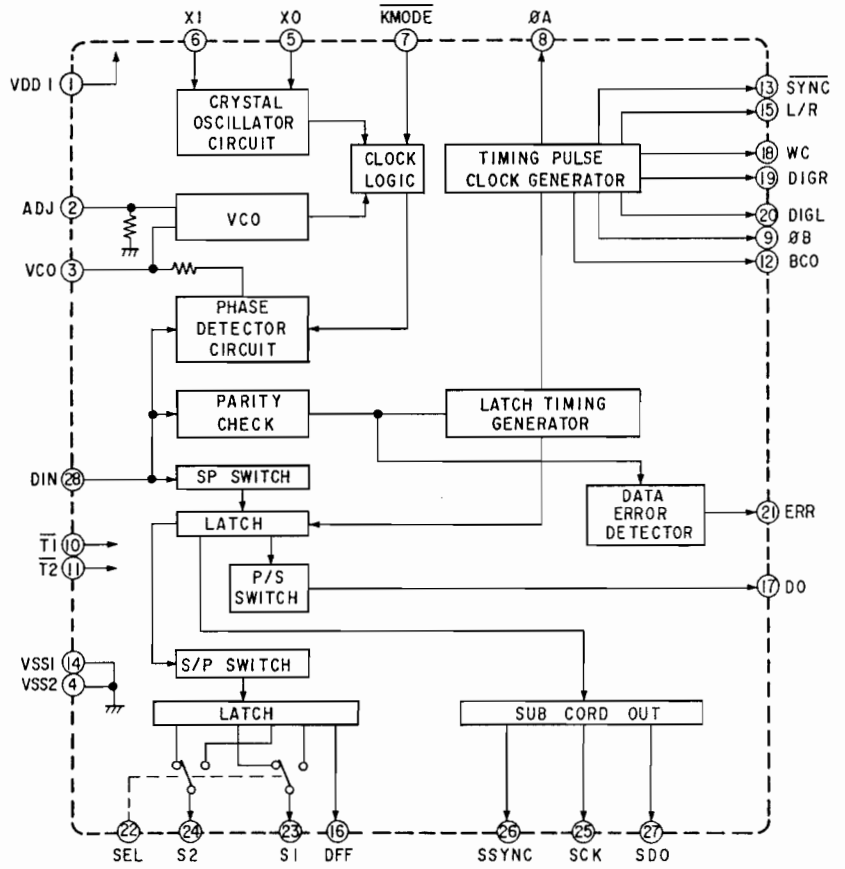 X1 X0 KMODE ØA
6 5 7 8
VDD 1 1
CRYSTAL
OSCILLATOR
CIRCUIT
13 SYNC
15 L/R
CLOCK
LOGIC
TIMING PULSE
CLOCK GENERATOR
18 WC
19 DIGR
ADJ 2
VCO
20 DIGL
9 ØB
12 BCO
VCO 3
PHASE
DETECTOR
CIRCUIT
PARITY
CHECK
LATCH TIMING
GENERATOR
DIN 28
SP SWITCH
DATA
ERROR
DETECTOR
21 ERR
LATCH
T1 10
T2 11
P/S
SWITCH
17 DO
VSS1 14
VSS2 4
S/P SWITCH
LATCH
SUB CORD OUT
22 24 23 16 26 25 27
SEL S2 S1 DFF SSYNC SCK SDO